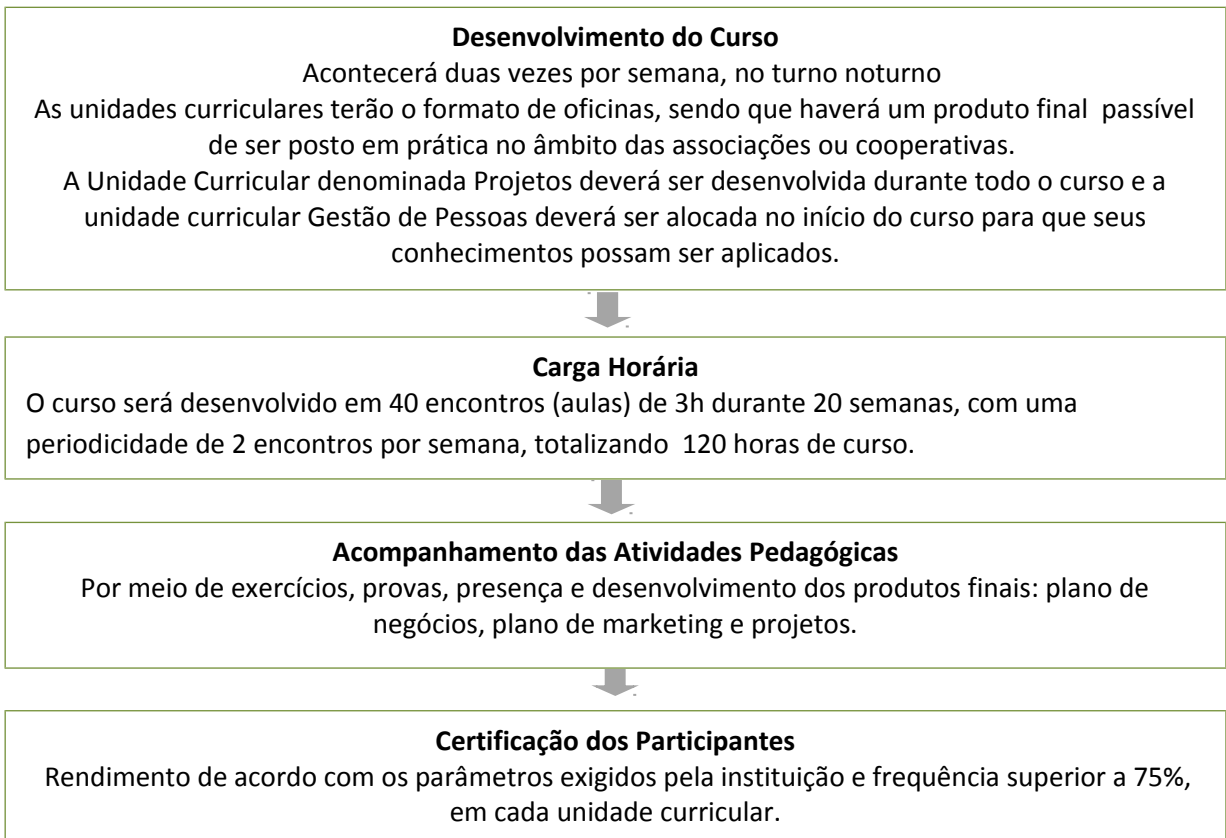 Desenvolvimento do Curso
Acontecerá duas vezes por semana, no turno noturno
As unidades curriculares terão o formato de oficinas, sendo que haverá um produto final passível
de ser posto em prática no âmbito das associações ou cooperativas.
A Unidade Curricular denominada Projetos deverá ser desenvolvida durante todo o curso e a
unidade curricular Gestão de Pessoas deverá ser alocada no início do curso para que seus
conhecimentos possam ser aplicados.
Carga Horária
O curso será desenvolvido em 40 encontros (aulas) de 3h durante 20 semanas, com uma
periodicidade de 2 encontros por semana, totalizando 120 horas de curso.
Acompanhamento das Atividades Pedagógicas
Por meio de exercícios, provas, presença e desenvolvimento dos produtos finais: plano de
negócios, plano de marketing e projetos.
Certificação dos Participantes
Rendimento de acordo com os parâmetros exigidos pela instituição e frequência superior a 75%,
em cada unidade curricular.